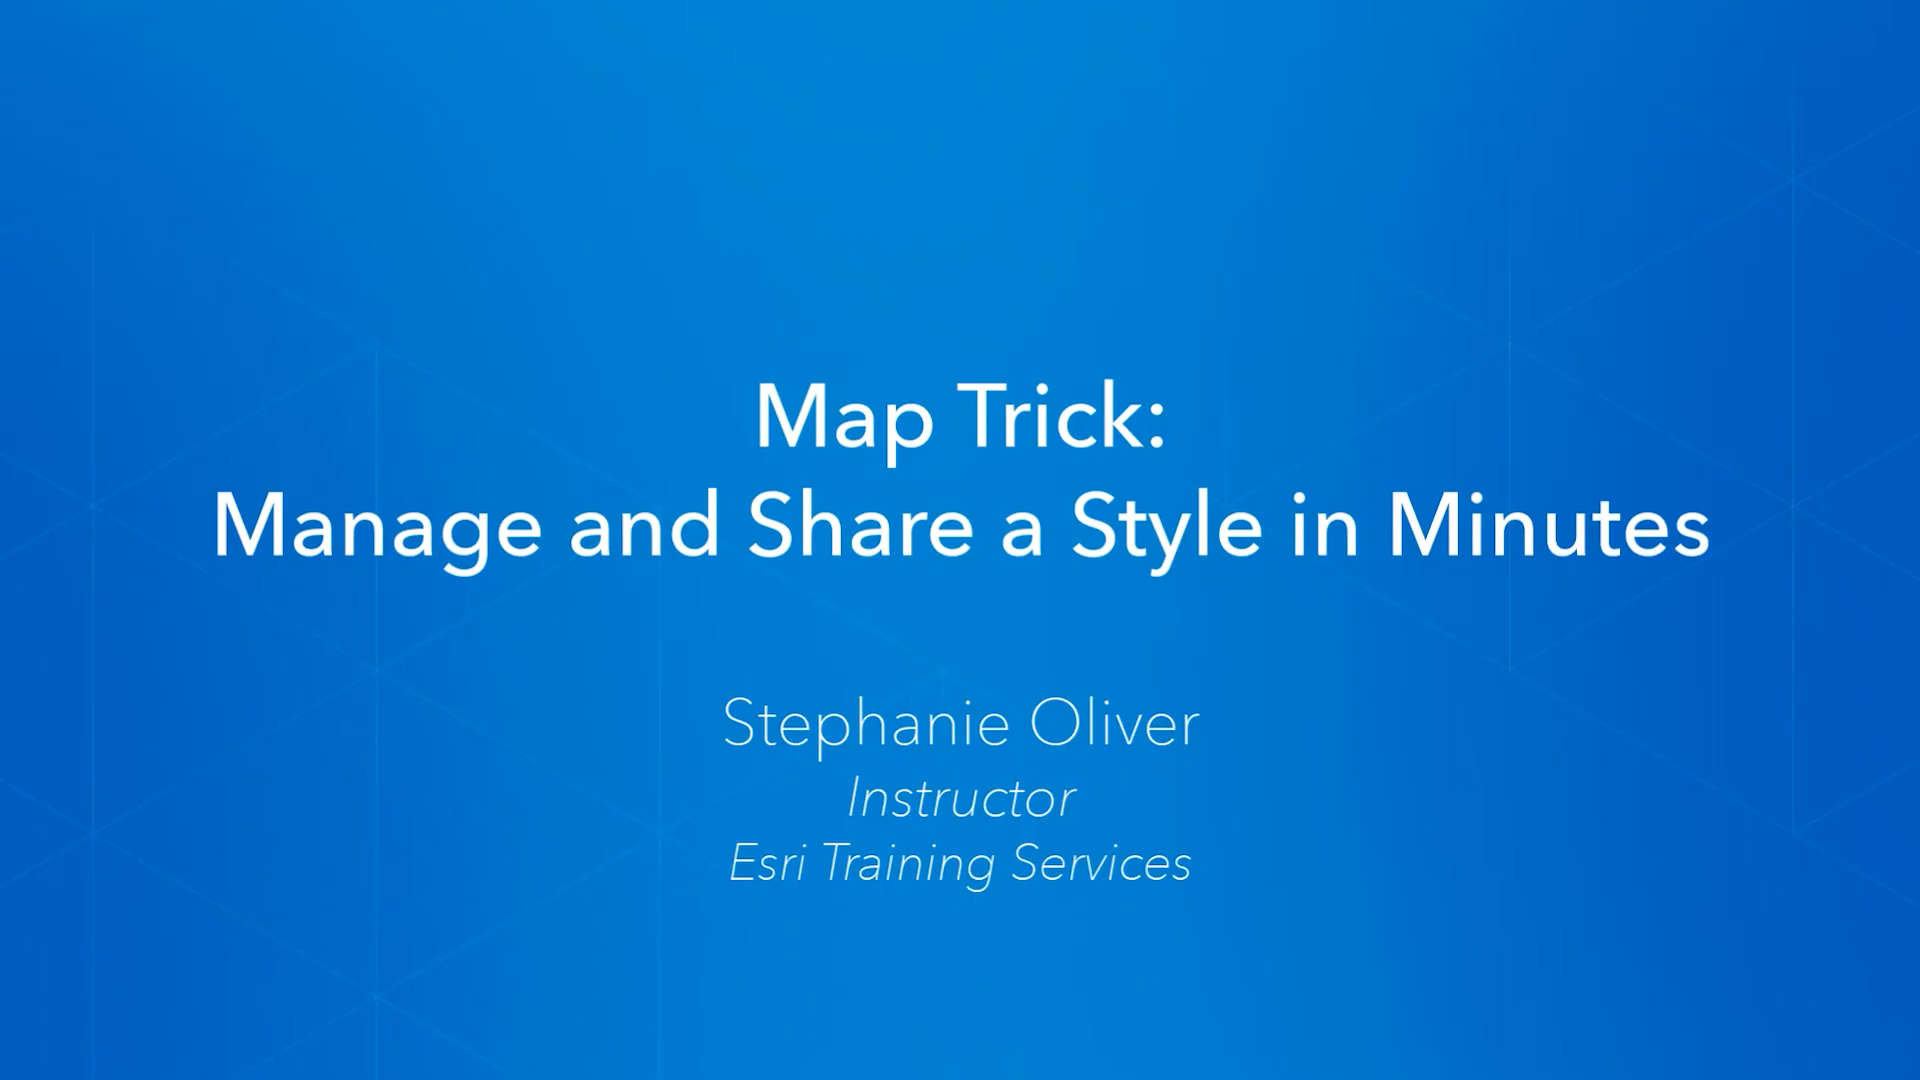 Map Trick:
Manage and Share a Style in Minutes
Stephanie Oliver
Instructor
Esri Training Services